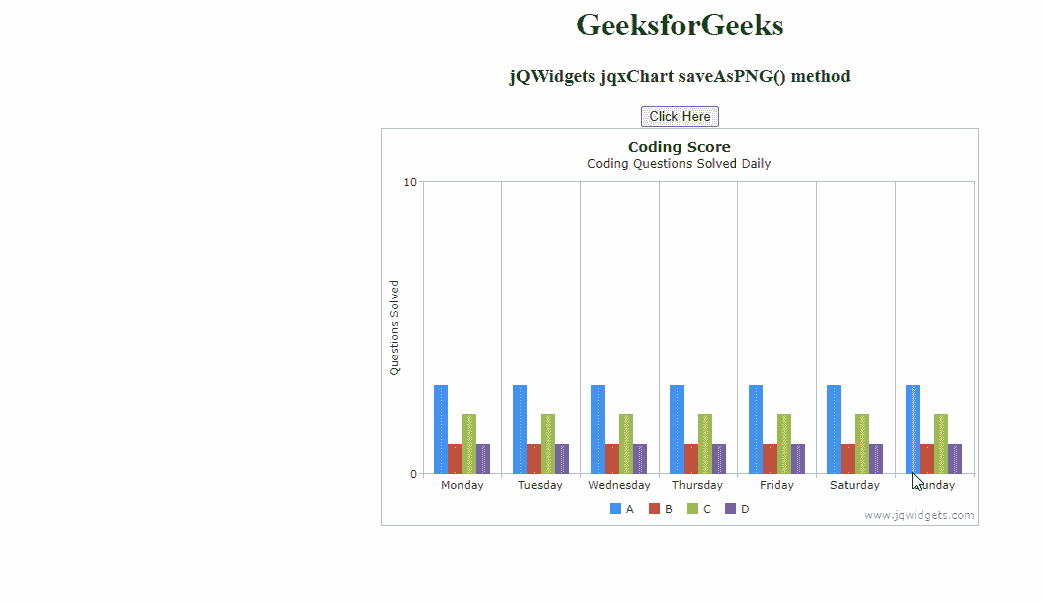 GeeksforGeeks
jQWidgets jqxChart saveAsPNG() method
Click Here
Coding Score
Coding Questions Solved Daily
10
Questions Solved
0
Monday Tuesday Wednesday Thursday Friday Saturday Sunday
A B C D
www.jqwidgets.com